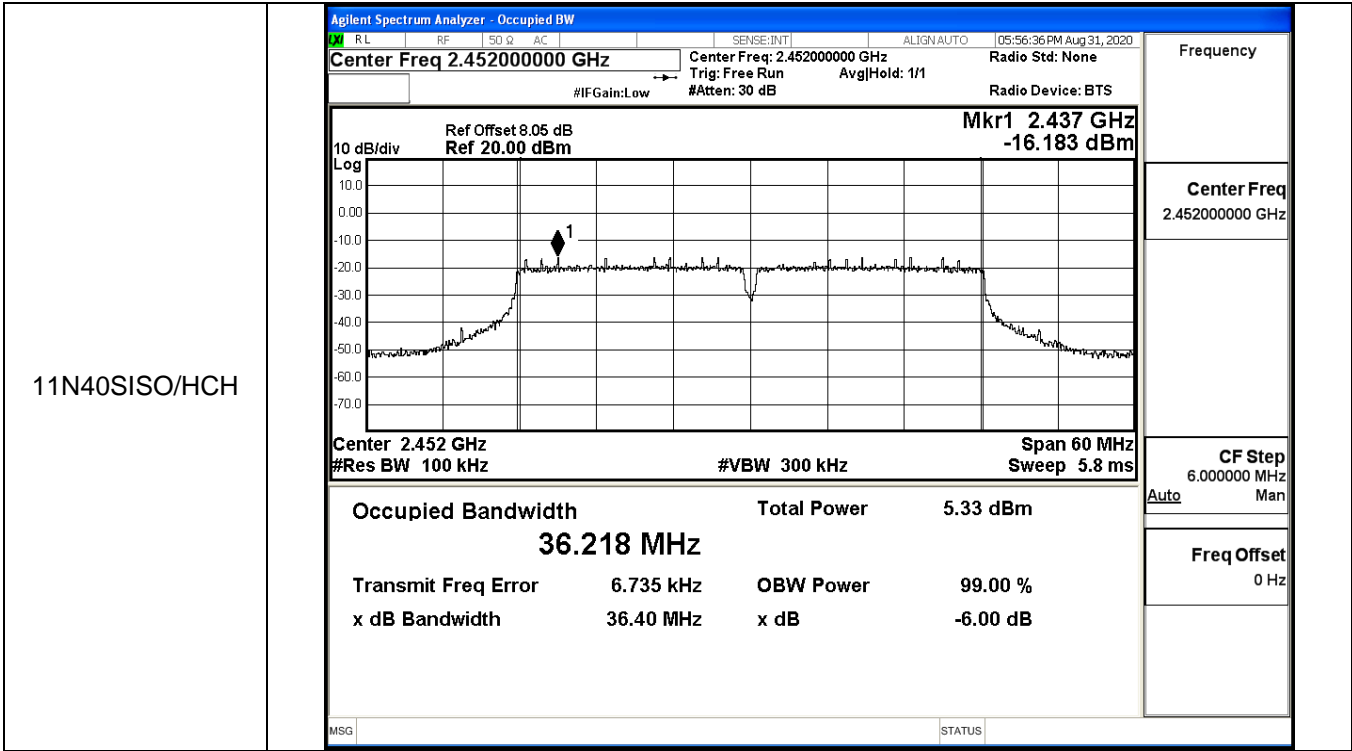 11N40SISO/HCH
Agilent Spectrum Analyzer - Occupied BW
LXI RL RF 50 Ω AC SENSE:INT ALIGNAUTO 05:56:36 PM Aug 31, 2020
Center Freq 2.452000000 GHz
Center Freq: 2.452000000 GHz
Radio Std: None
Trig: Free Run Avg|Hold: 1/1
#IFGain:Low #Atten: 30 dB Radio Device: BTS
Mkr1 2.437 GHz
-16.183 dBm
Ref Offset 8.05 dB
10 dB/div Ref 20.00 dBm
Log
10.0
0.00
-10.0
-20.0
-30.0
-40.0
-50.0
-60.0
-70.0
1
Center 2.452 GHz Span 60 MHz
#Res BW 100 kHz #VBW 300 kHz Sweep 5.8 ms
Occupied Bandwidth Total Power 5.33 dBm
36.218 MHz
Transmit Freq Error 6.735 kHz OBW Power 99.00 %
x dB Bandwidth 36.40 MHz x dB -6.00 dB
MSG STATUS
Frequency
Center Freq
2.452000000 GHz
CF Step
6.000000 MHz
Auto Man
Freq Offset
0 Hz